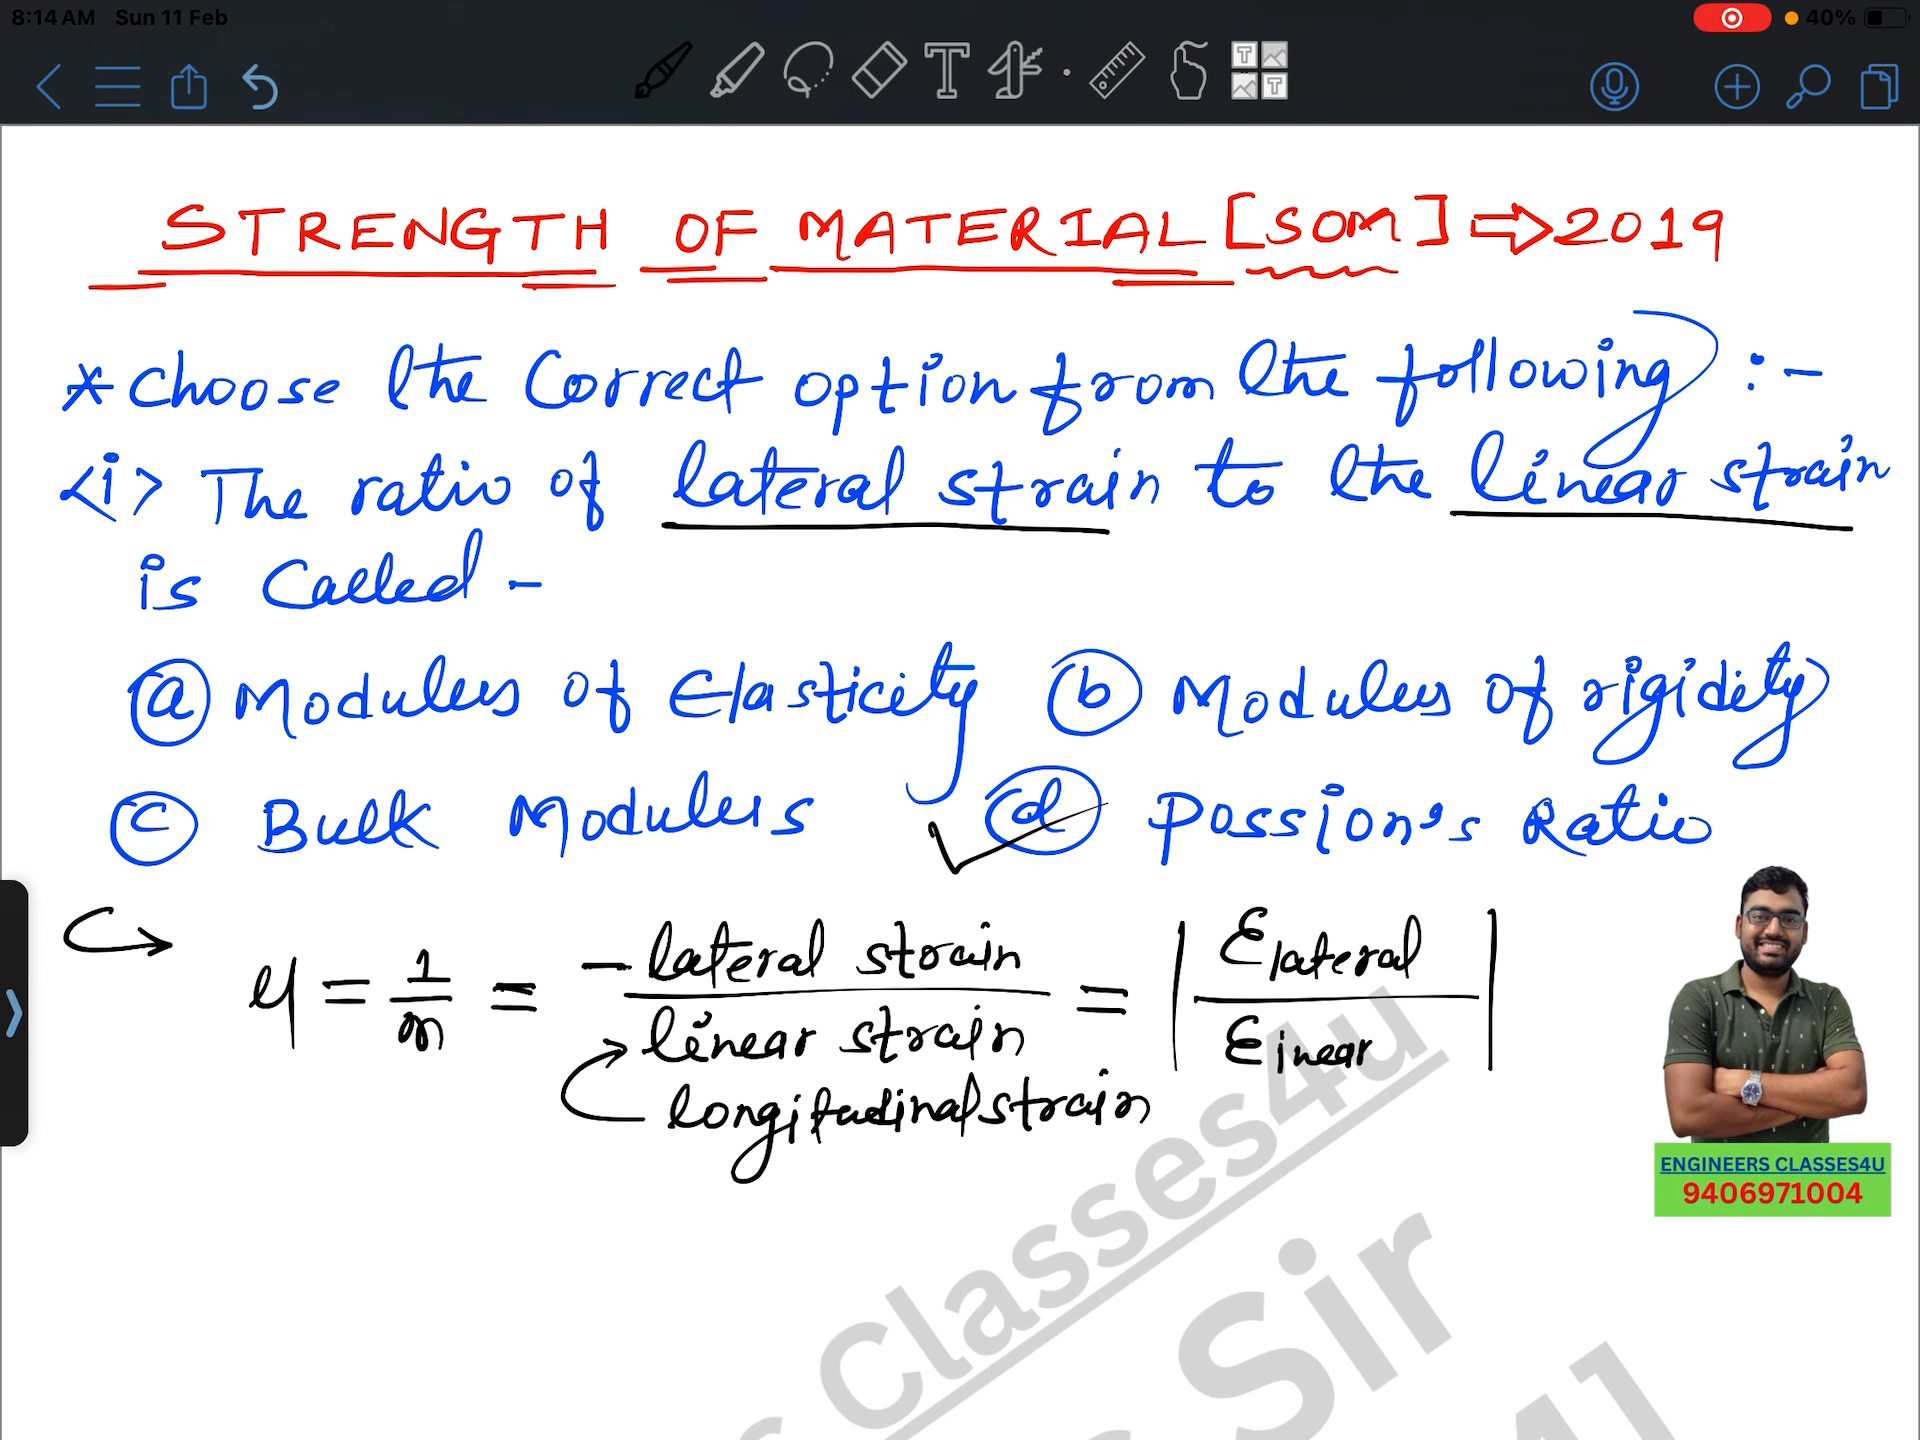 8:14 AM Sun 11 Feb
40%
STRENGTH OF MATERIAL [SOM] ⇒ 2019
* Choose the Correct option from the following :-
<i> The ratio of lateral strain to the linear strain
is Called -
(a) Modulus of Elasticity (b) Modulus of rigidity
(c) Bulk Modulus ✓ (d) Possion's Ratio
↪ μ = 1/m = - lateral strain / linear strain = | Elateral / Einear |
longitudinal strain
ENGINEERS CLASSES4U
9406971004
Classes4u
Sir